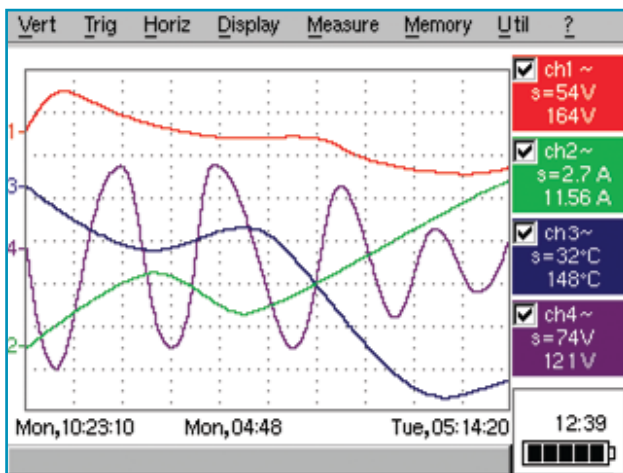 Vert Trig Horiz Display Measure Memory Util ?
ch1 ~
s=54V
164V
ch2~
s=2.7 A
11.56 A
ch3~
s=32°C
148°C
ch4~
s=74V
121V
1
3
4
2
Mon,10:23:10 Mon,04:48 Tue,05:14:20
12:39